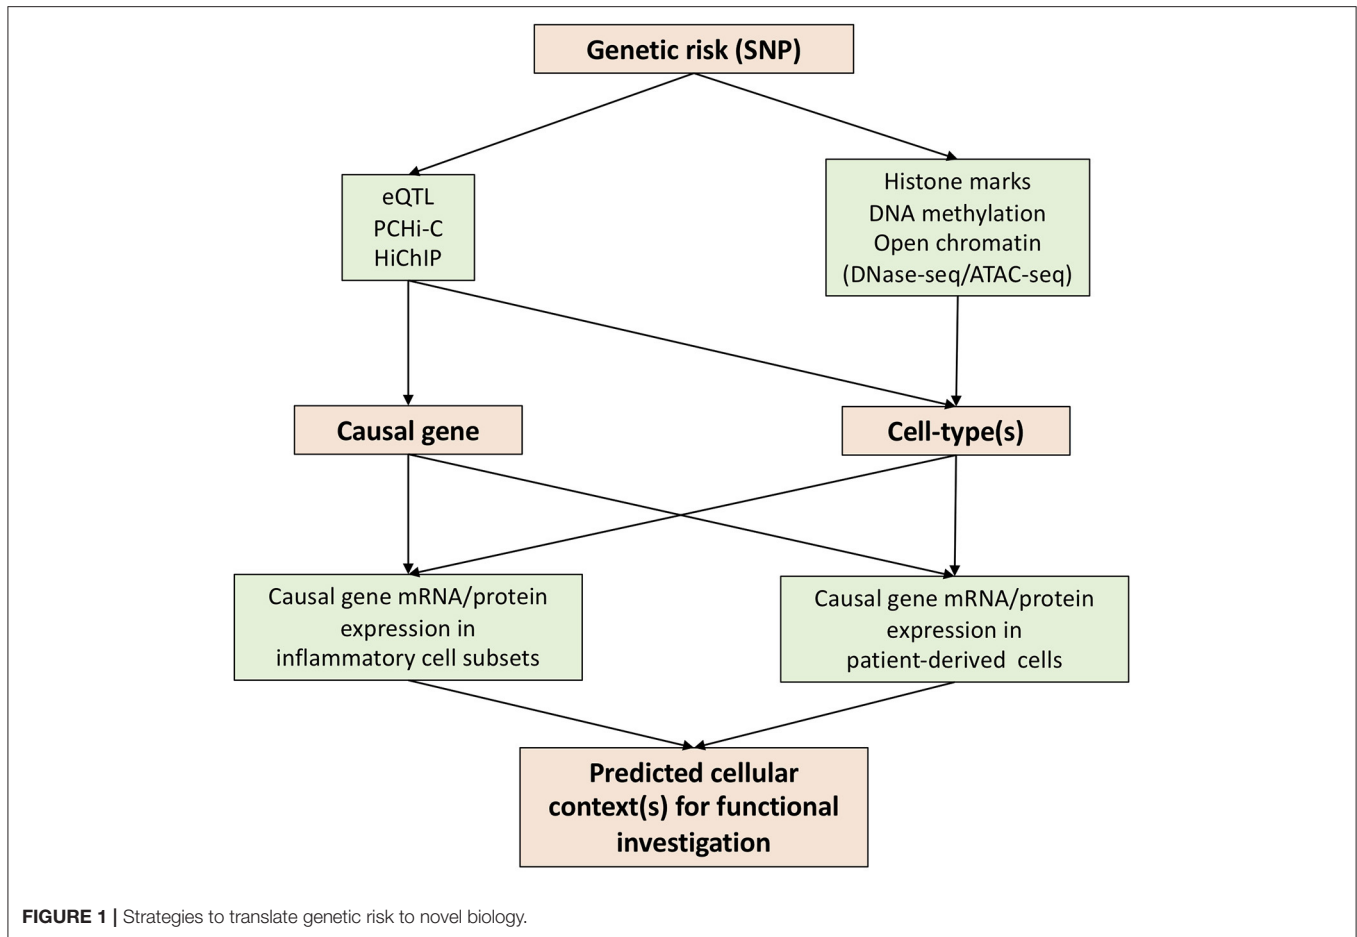 Genetic risk (SNP)
eQTL
PCHi-C
HiChIP
Histone marks
DNA methylation
Open chromatin
(DNase-seq/ATAC-seq)
Causal gene
Cell-type(s)
Causal gene mRNA/protein
expression in
inflammatory cell subsets
Causal gene mRNA/protein
expression in
patient-derived cells
Predicted cellular
context(s) for functional
investigation
FIGURE 1 | Strategies to translate genetic risk to novel biology.